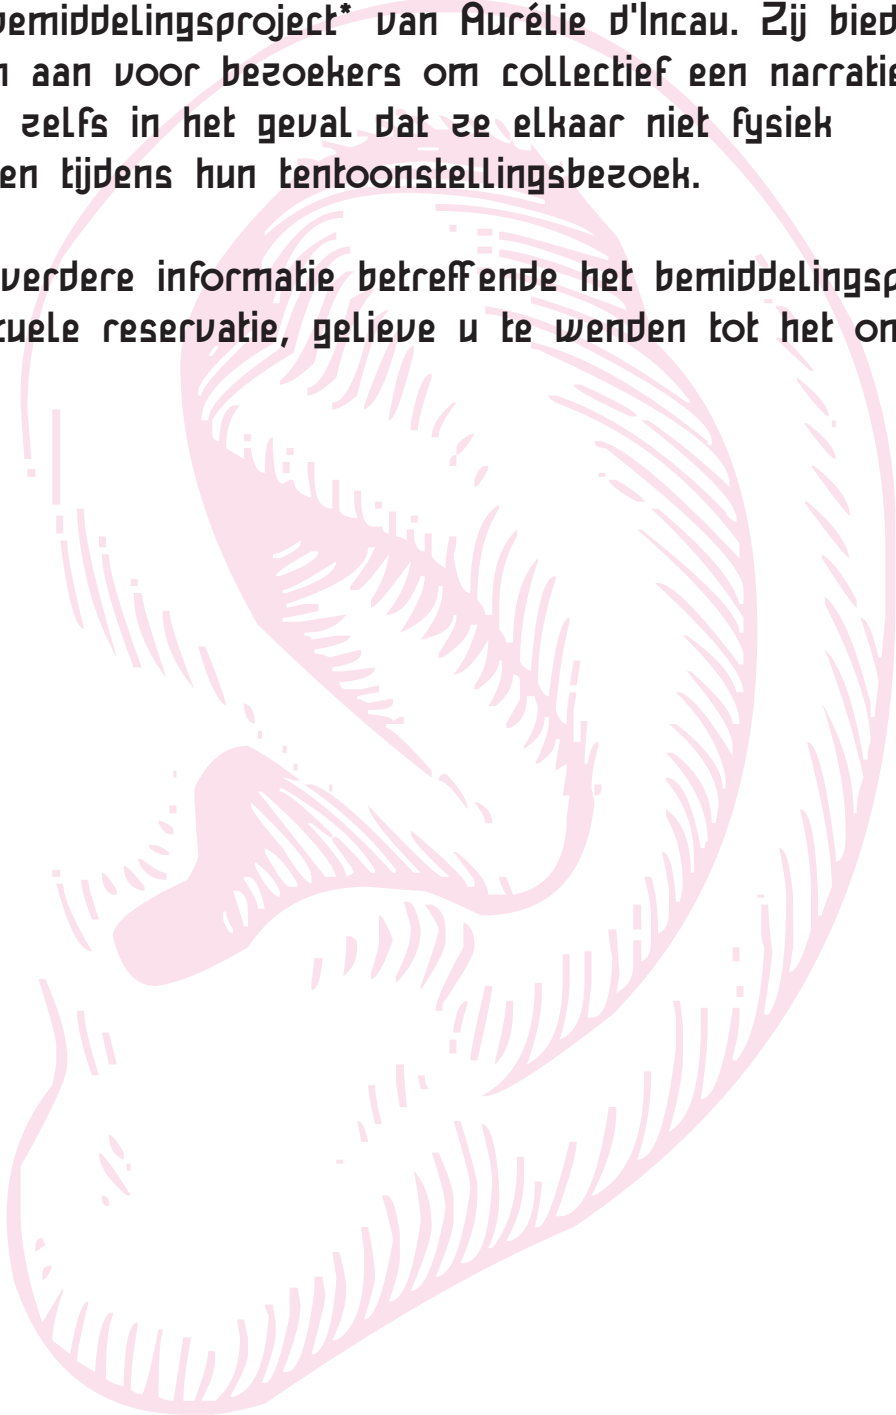 bemiddelingsproject* van Aurélie d'Incau. Zij bied
aan voor bezoekers om collectief een narratie
zelfs in het geval dat ze elkaar niet fysiek
en tijdens hun tentoonstellingsbezoek.
verdere informatie betreffende het bemiddelingsp
tuele reservatie, gelieve u te wenden tot het on